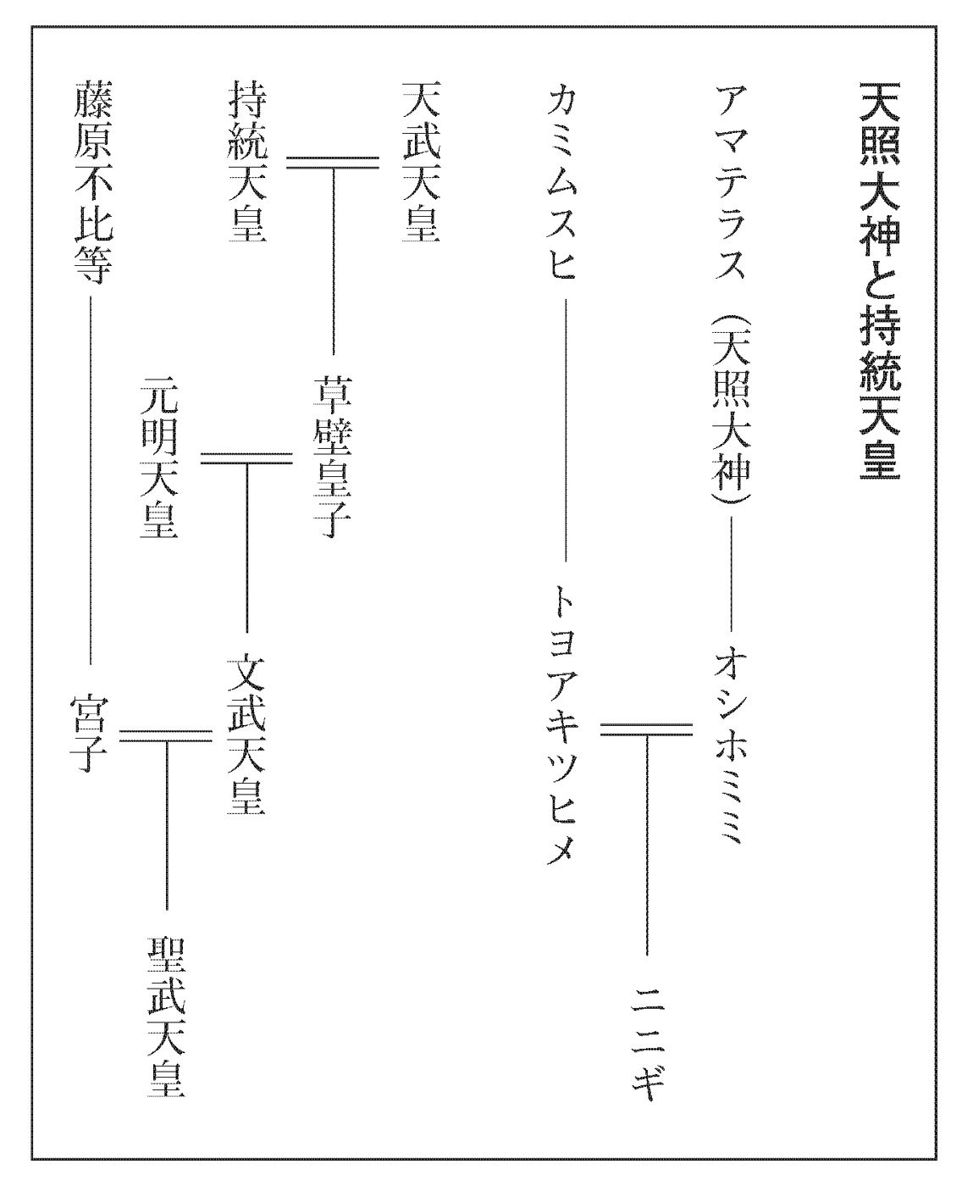 天照大神と持統天皇
アマテラス（天照大神）
オシホミミ
ニニギ
カミムスヒ
トヨアキツヒメ
天武天皇
草壁皇子
持統天皇
文武天皇
元明天皇
聖武天皇
藤原不比等
宮子